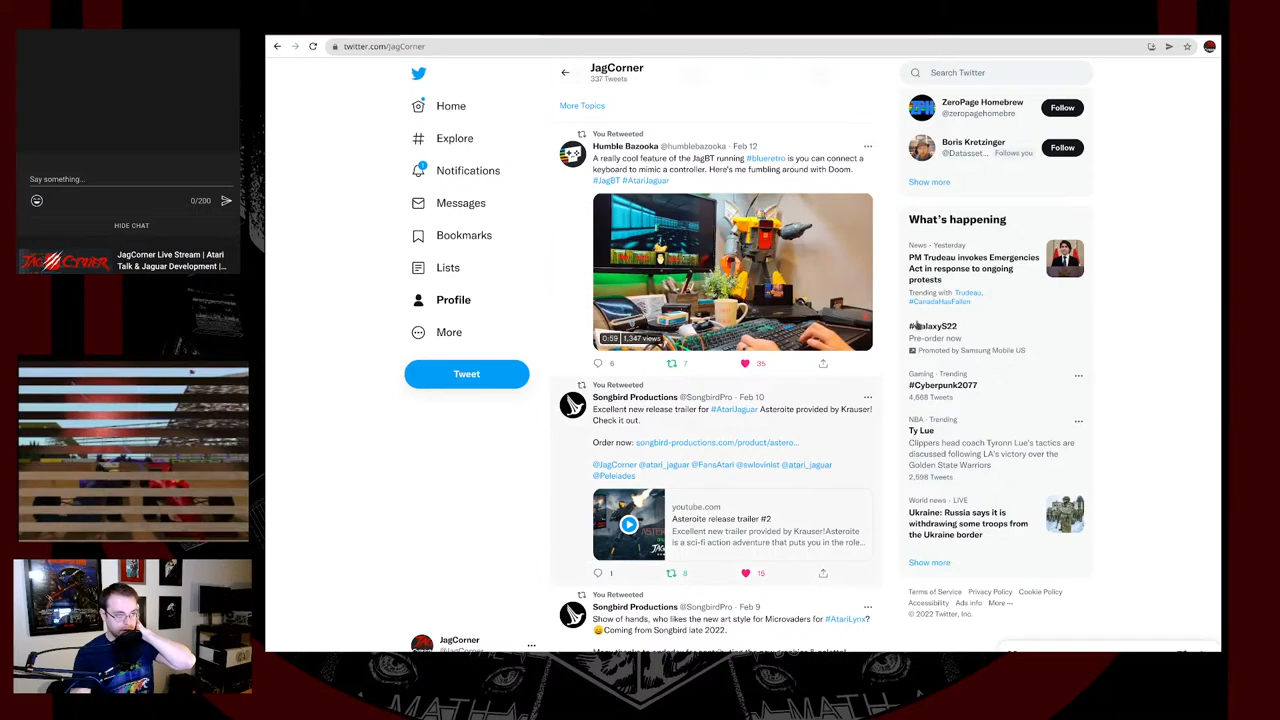 Say something...
0/200
HIDE CHAT
JAGCORNER
JagCorner Live Stream | Atari
Talk & Jaguar Development |...
twitter.com/JagCorner
Home
Explore
1
Notifications
Messages
Bookmarks
Lists
Profile
More
Tweet
JagCorner
JagCorner
337 Tweets
More Topics
You Retweeted
Humble Bazooka @humblebazooka · Feb 12
A really cool feature of the JagBT running #blueretro is you can connect a
keyboard to mimic a controller. Here's me fumbling around with Doom.
#JagBT #AtariJaguar
0:59 1,347 views
6 7 35
You Retweeted
Songbird Productions @SongbirdPro · Feb 10
Excellent new release trailer for #AtariJaguar Asteroite provided by Krauser!
Check it out.
Order now: songbird-productions.com/product/astero...
@JagCorner @atari_jaguar @FansAtari @swlovinist @atari_jaguar
@Peleiades
youtube.com
Asteroite release trailer #2
Excellent new trailer provided by Krauser!Asteroite
is a sci-fi action adventure that puts you in the role...
1 8 15
You Retweeted
Songbird Productions @SongbirdPro · Feb 9
Show of hands, who likes the new art style for Microvaders for #AtariLynx?
😄Coming from Songbird late 2022.
Search Twitter
ZeroPage Homebrew
@zeropagehomebre
Follow
Boris Kretzinger
@Datasset... Follows you
Follow
Show more
What's happening
News · Yesterday
PM Trudeau invokes Emergencies
Act in response to ongoing
protests
Trending with Trudeau,
#CanadaHasFallen
Pre-order now
Promoted by Samsung Mobile US
Gaming · Trending
#Cyberpunk2077
4,668 Tweets
NBA · Trending
Ty Lue
Clippers head coach Tyronn Lue's tactics are
discussed following LA's victory over the
Golden State Warriors
2,598 Tweets
World news · LIVE
Ukraine: Russia says it is
withdrawing some troops from
the Ukraine border
Show more
Terms of Service Privacy Policy Cookie Policy
Accessibility Ads info More ···
© 2022 Twitter, Inc.